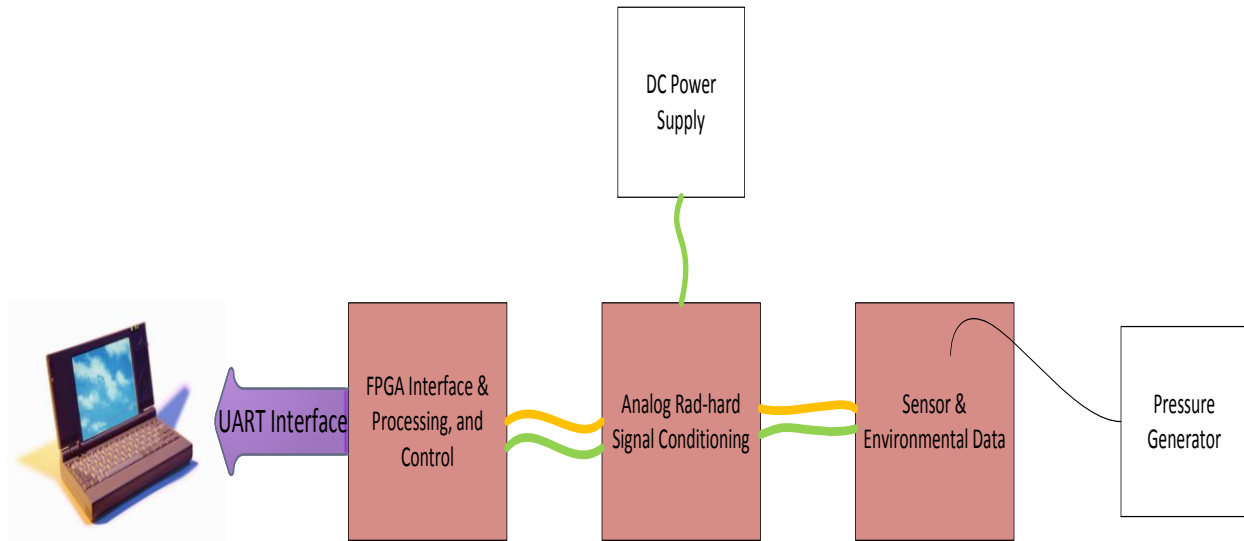 DC Power
Supply
UART Interface
FPGA Interface &
Processing, and
Control
Analog Rad-hard
Signal Conditioning
Sensor &
Environmental Data
Pressure
Generator